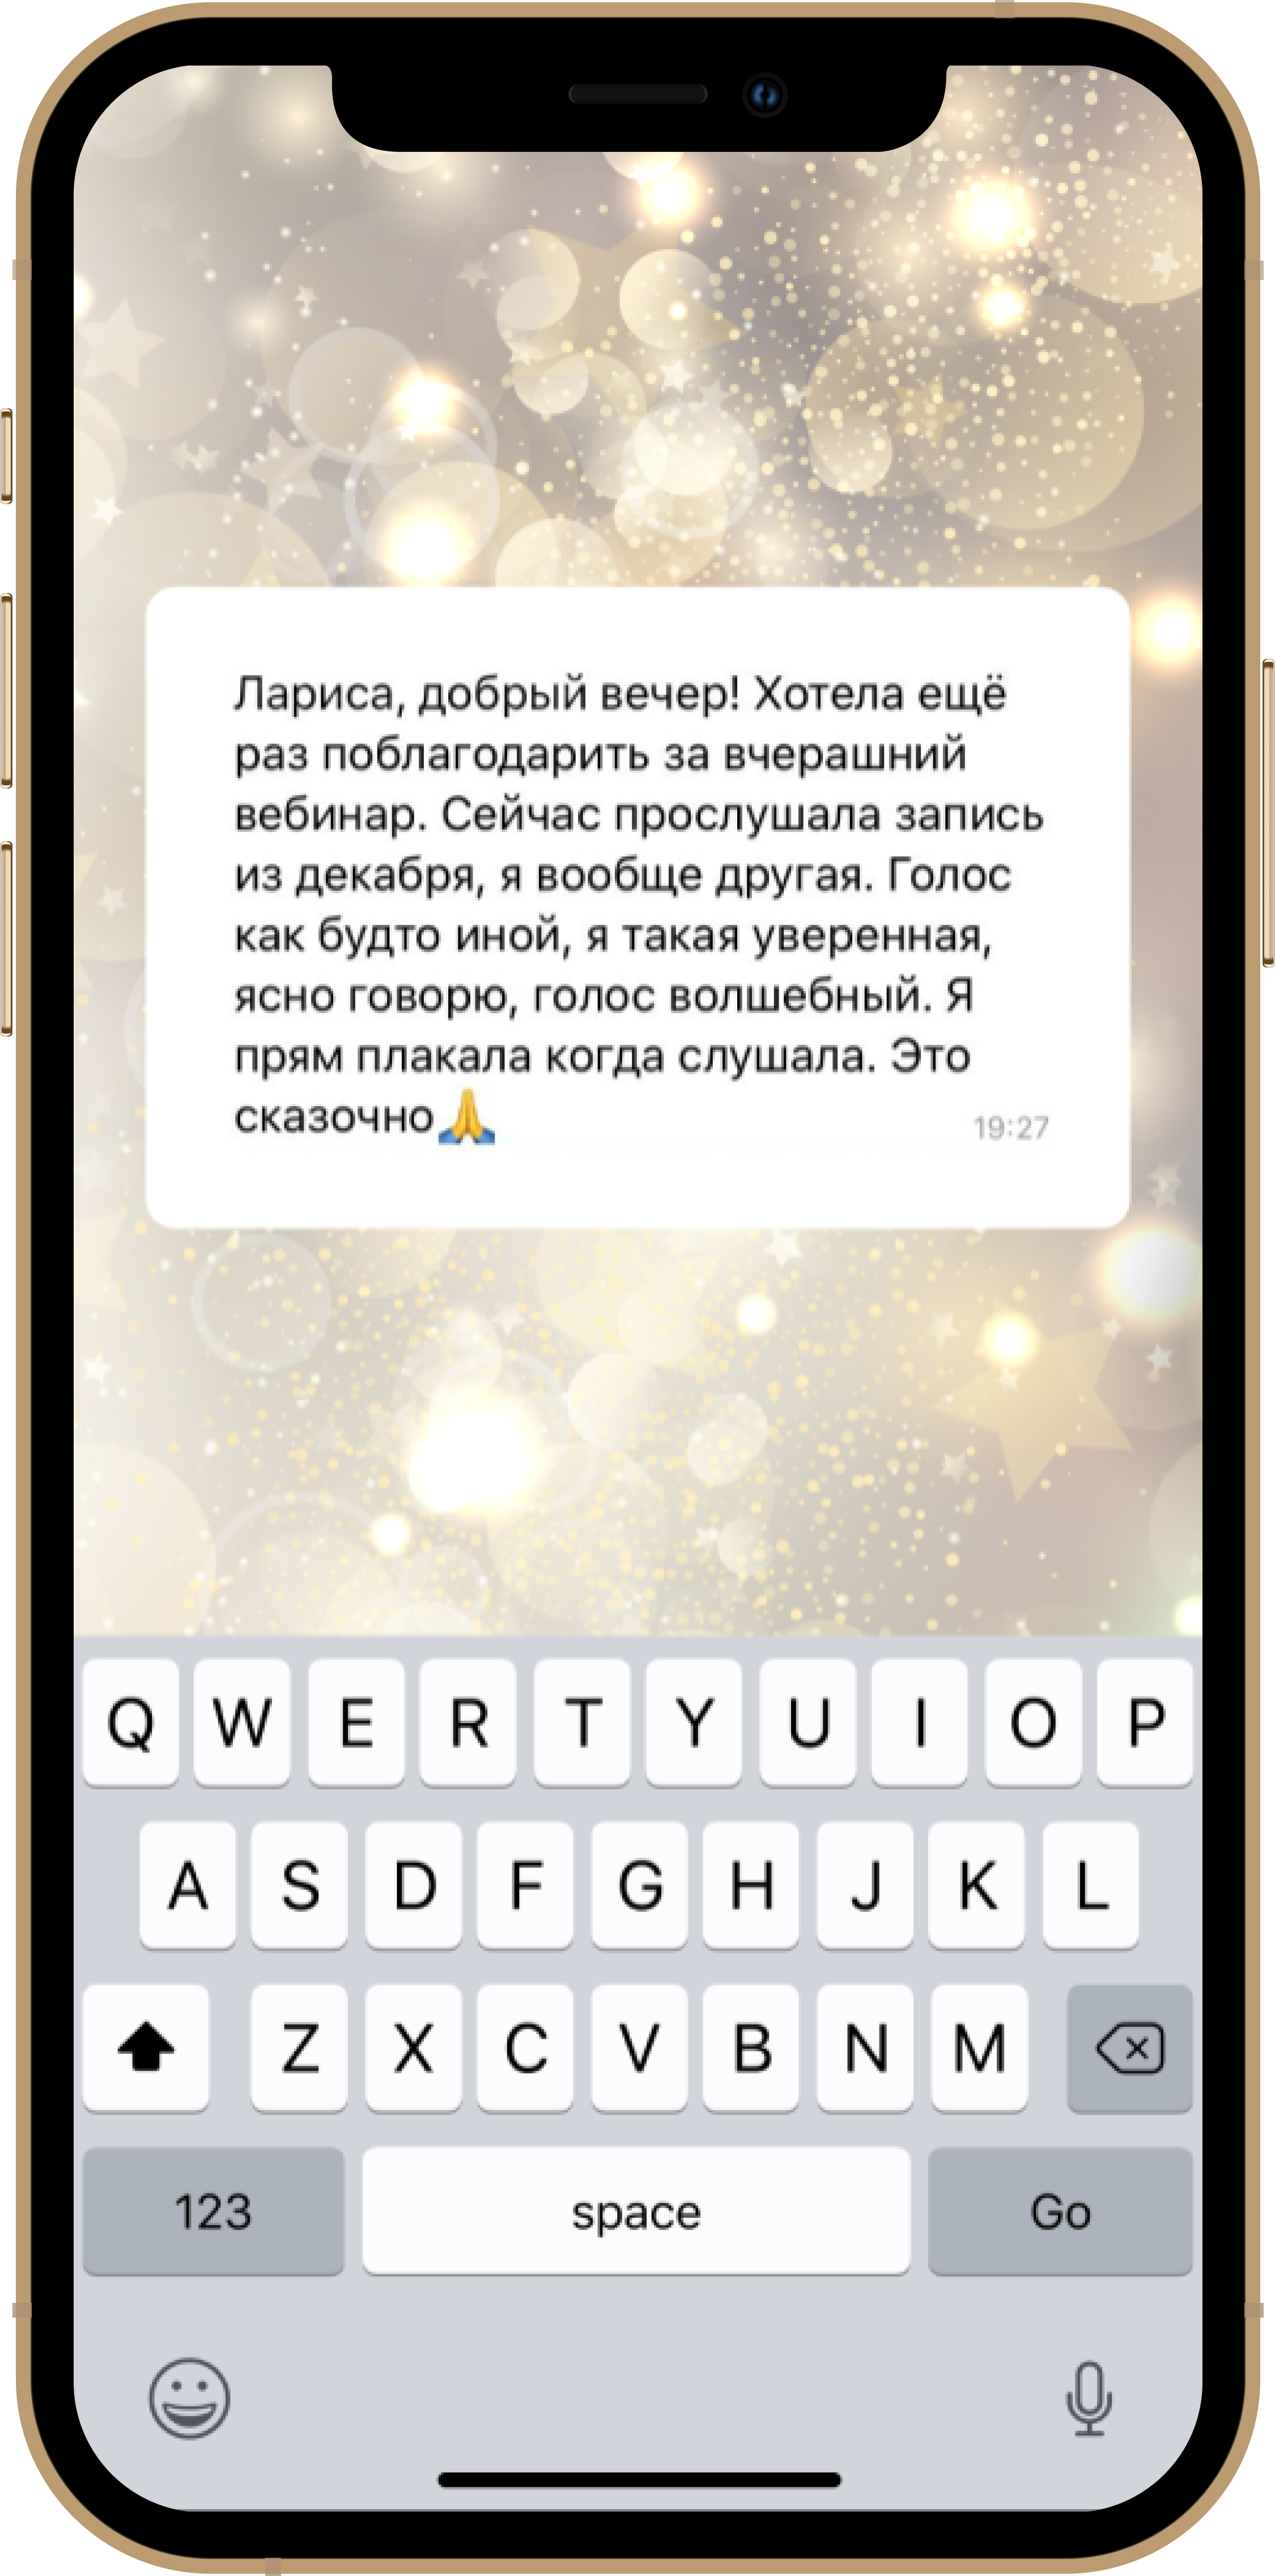 Лариса, добрый вечер! Хотела ещё
раз поблагодарить за вчерашний
вебинар. Сейчас прослушала запись
из декабря, я вообще другая. Голос
как будто иной, я такая уверенная,
ясно говорю, голос волшебный. Я
прям плакала когда слушала. Это
сказочно🙏
19:27
Q W E R T Y U I O P
A S D F G H J K L
Z X C V B N M
123 space Go